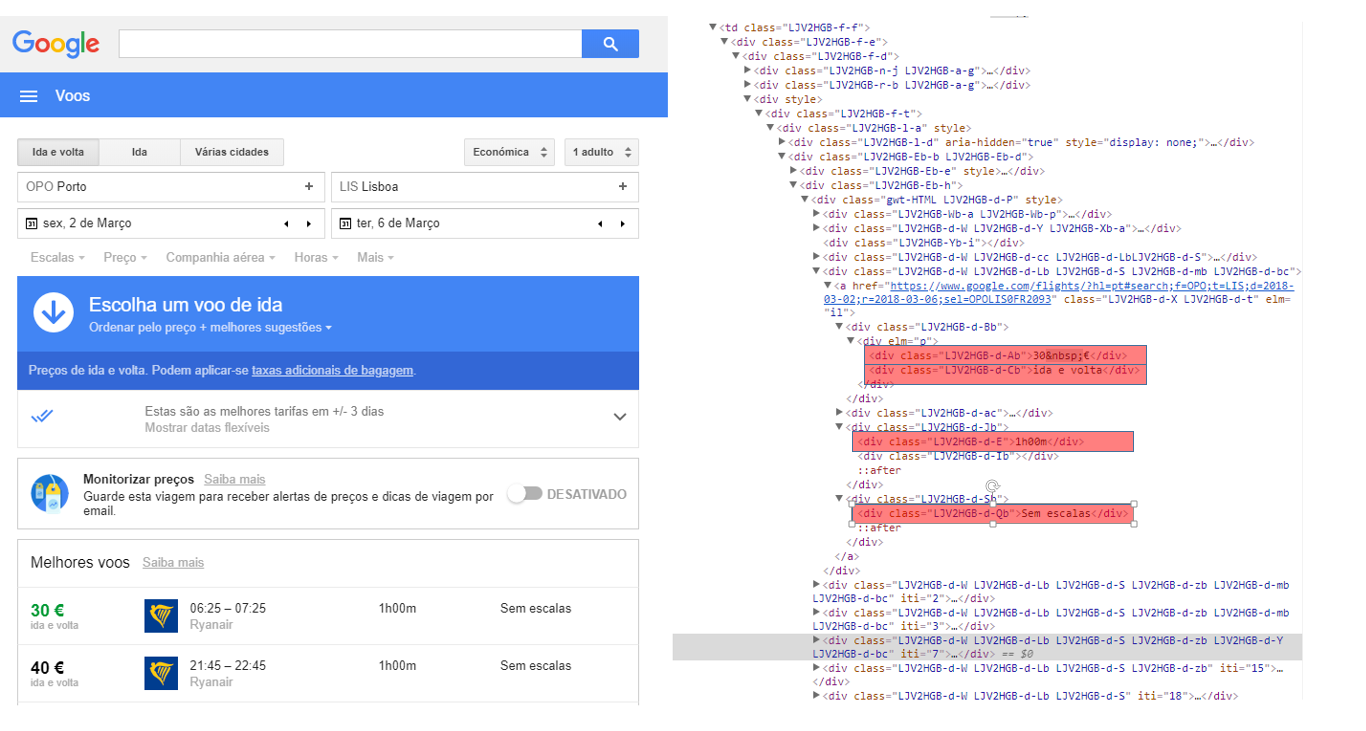 Google
Voos
Ida e volta Ida Várias cidades Económica 1 adulto
OPO Porto + LIS Lisboa +
31 sex, 2 de Março 31 ter, 6 de Março
Escalas Preço Companhia aérea Horas Mais
Escolha um voo de ida
Ordenar pelo preço + melhores sugestões
Preços de ida e volta. Podem aplicar-se taxas adicionais de bagagem.
Estas são as melhores tarifas em +/- 3 dias
Mostrar datas flexíveis
Monitorizar preços Saiba mais
Guarde esta viagem para receber alertas de preços e dicas de viagem por
email.
DESATIVADO
Melhores voos Saiba mais
30 € 06:25 – 07:25 1h00m Sem escalas
ida e volta Ryanair
40 € 21:45 – 22:45 1h00m Sem escalas
ida e volta Ryanair
<td class="LJV2HGB-f-f">
<div class="LJV2HGB-f-e">
<div class="LJV2HGB-f-d">
<div class="LJV2HGB-n-j LJV2HGB-a-g">…</div>
<div class="LJV2HGB-r-b LJV2HGB-a-g">…</div>
<div style>
<div class="LJV2HGB-f-t">
<div class="LJV2HGB-l-a" style>
<div class="LJV2HGB-l-d" aria-hidden="true" style="display: none;">…</div>
<div class="LJV2HGB-Eb-b LJV2HGB-Eb-d">
<div class="LJV2HGB-Eb-e" style>…</div>
<div class="LJV2HGB-Eb-h">
<div class="gwt-HTML LJV2HGB-d-P" style>
<div class="LJV2HGB-Wb-a LJV2HGB-Wb-p">…</div>
<div class="LJV2HGB-d-W LJV2HGB-d-Y LJV2HGB-Xb-a">…</div>
<div class="LJV2HGB-Yb-i"></div>
<div class="LJV2HGB-d-W LJV2HGB-d-cc LJV2HGB-d-LbLJV2HGB-d-S">…</div>
<div class="LJV2HGB-d-W LJV2HGB-d-Lb LJV2HGB-d-S LJV2HGB-d-mb LJV2HGB-d-bc">
<a href="https://www.google.com/flights/?hl=pt#search;f=OPO;t=LIS;d=2018-
03-02;r=2018-03-06;sel=OPOLIS0FR2093" class="LJV2HGB-d-X LJV2HGB-d-t" elm=
"il">
<div class="LJV2HGB-d-Bb">
<div elm="p">
<div class="LJV2HGB-d-Ab">30&nbsp;€</div>
<div class="LJV2HGB-d-Cb">ida e volta</div>
</div>
</div>
<div class="LJV2HGB-d-ac">…</div>
<div class="LJV2HGB-d-Jb">
<div class="LJV2HGB-d-E">1h00m</div>
<div class="LJV2HGB-d-Ib"></div>
::after
</div>
<div class="LJV2HGB-d-Sb">
<div class="LJV2HGB-d-Qb">Sem escalas</div>
::after
</div>
</a>
</div>
<div class="LJV2HGB-d-W LJV2HGB-d-Lb LJV2HGB-d-S LJV2HGB-d-zb LJV2HGB-d-mb
LJV2HGB-d-bc" iti="2">…</div>
<div class="LJV2HGB-d-W LJV2HGB-d-Lb LJV2HGB-d-S LJV2HGB-d-zb LJV2HGB-d-mb
LJV2HGB-d-bc" iti="3">…</div>
<div class="LJV2HGB-d-W LJV2HGB-d-Lb LJV2HGB-d-S LJV2HGB-d-zb LJV2HGB-d-Y
LJV2HGB-d-bc" iti="7">…</div> == $0
<div class="LJV2HGB-d-W LJV2HGB-d-Lb LJV2HGB-d-S LJV2HGB-d-zb" iti="15">…
</div>
<div class="LJV2HGB-d-W LJV2HGB-d-Lb LJV2HGB-d-S" iti="18">…</div>